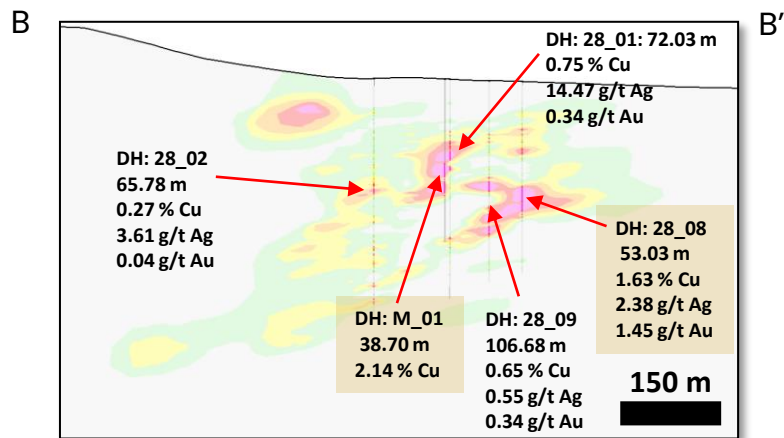 B
B'
DH: 28_01: 72.03 m
0.75 % Cu
14.47 g/t Ag
0.34 g/t Au
DH: 28_02
65.78 m
0.27 % Cu
3.61 g/t Ag
0.04 g/t Au
DH: 28_08
53.03 m
1.63 % Cu
2.38 g/t Ag
1.45 g/t Au
DH: M_01
38.70 m
2.14 % Cu
DH: 28_09
106.68 m
0.65 % Cu
0.55 g/t Ag
0.34 g/t Au
150 m